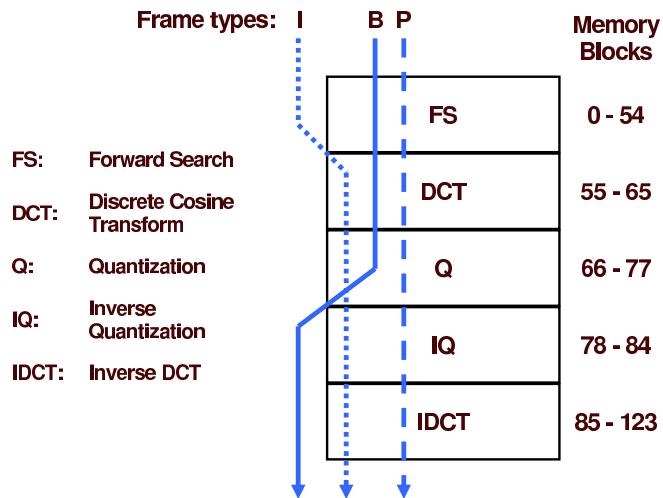 Frame types: I B P
Memory
Blocks
FS 0 - 54
DCT 55 - 65
Q 66 - 77
IQ 78 - 84
IDCT 85 - 123
FS: Forward Search
DCT: Discrete Cosine
Transform
Q: Quantization
IQ: Inverse
Quantization
IDCT: Inverse DCT